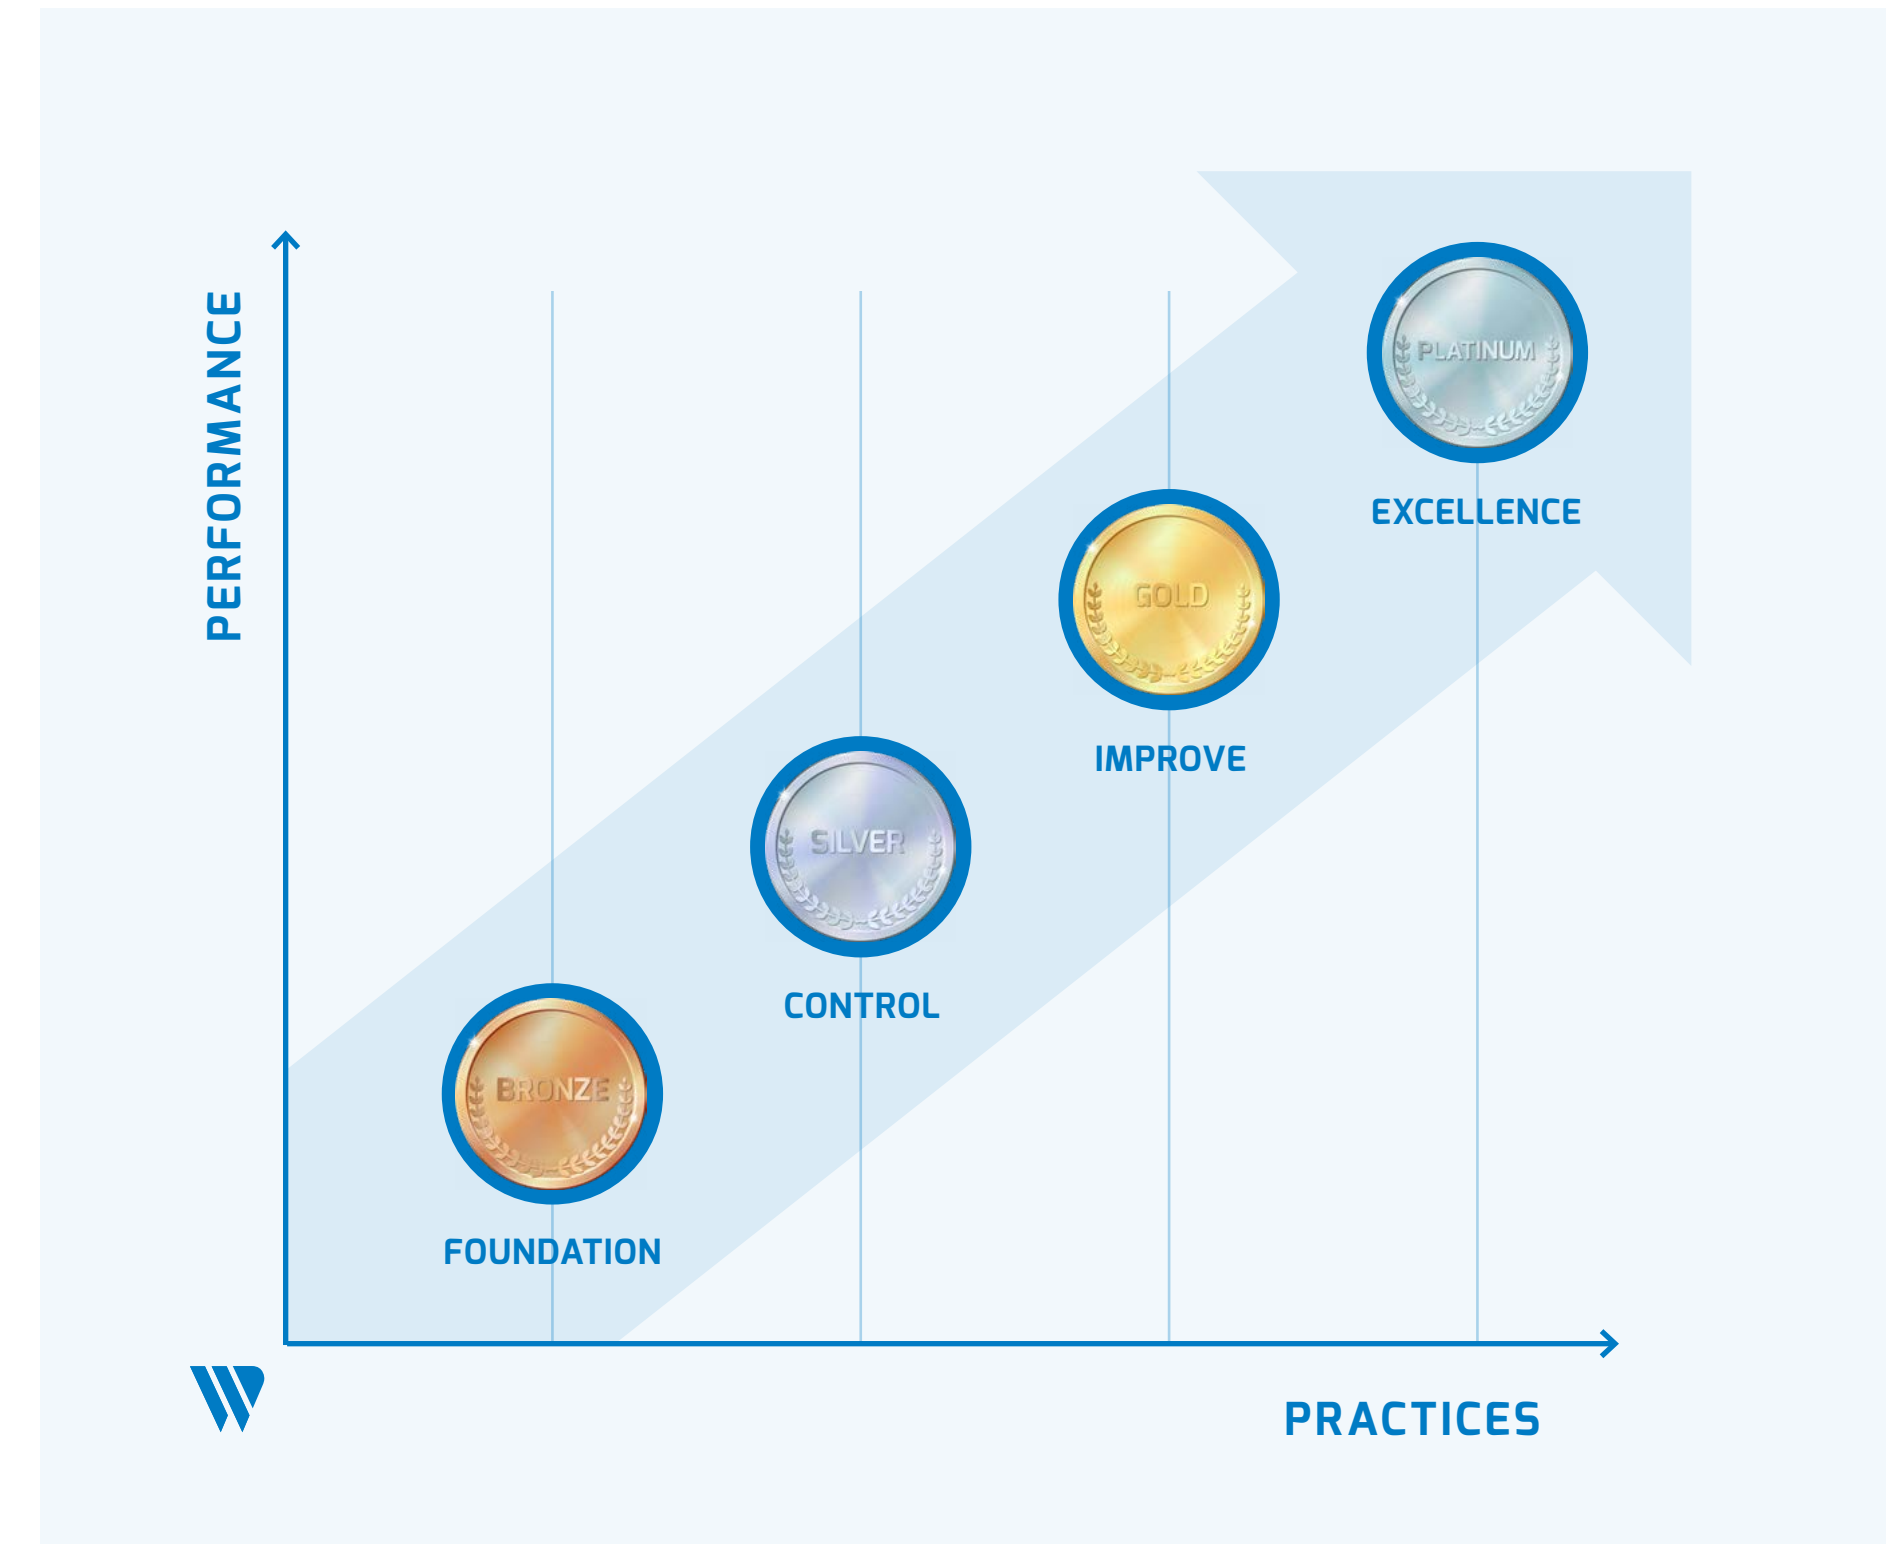 PERFORMANCE
PLATINUM
EXCELLENCE
GOLD
IMPROVE
SILVER
CONTROL
BRONZE
FOUNDATION
PRACTICES